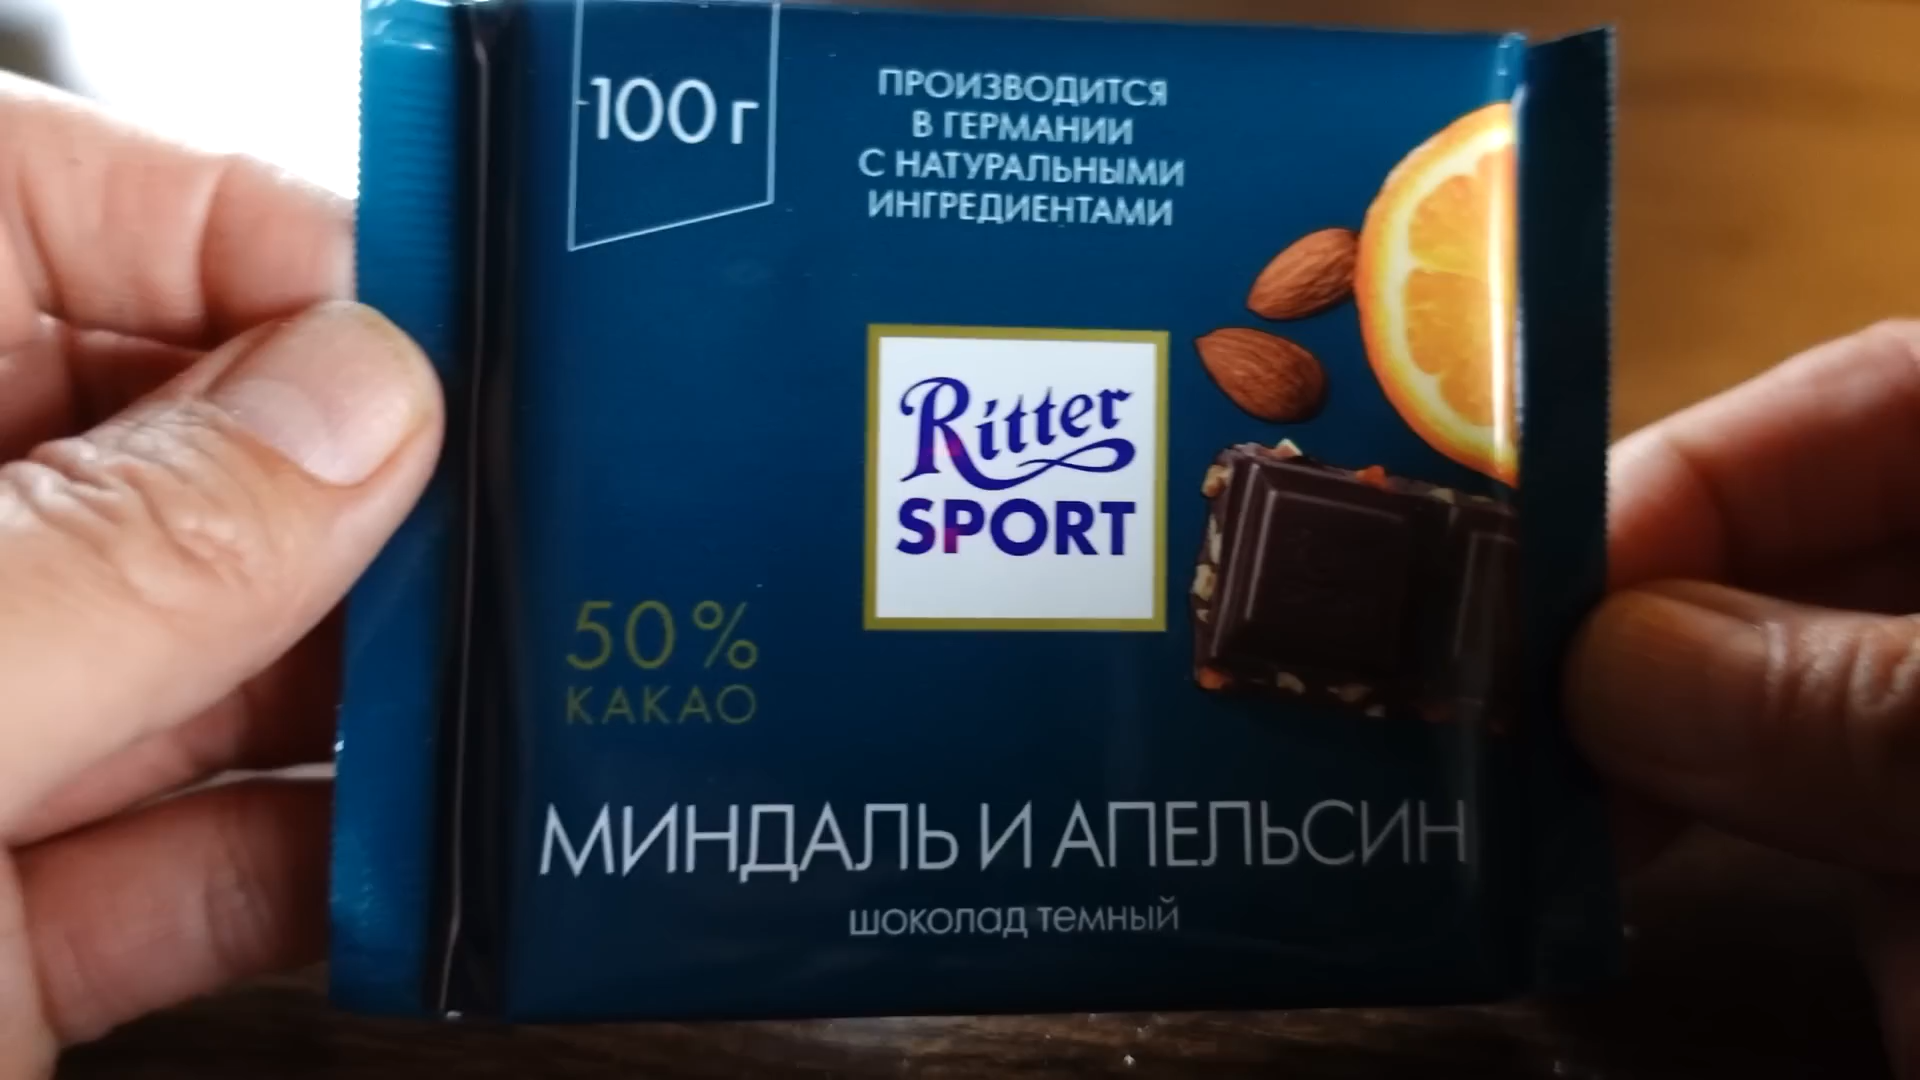 100 г
ПРОИЗВОДИТСЯ
В ГЕРМАНИИ
С НАТУРАЛЬНЫМИ
ИНГРЕДИЕНТАМИ
Ritter
SPORT
50%
КАКАО
МИНДАЛЬ И АПЕЛЬСИН
шоколад темный